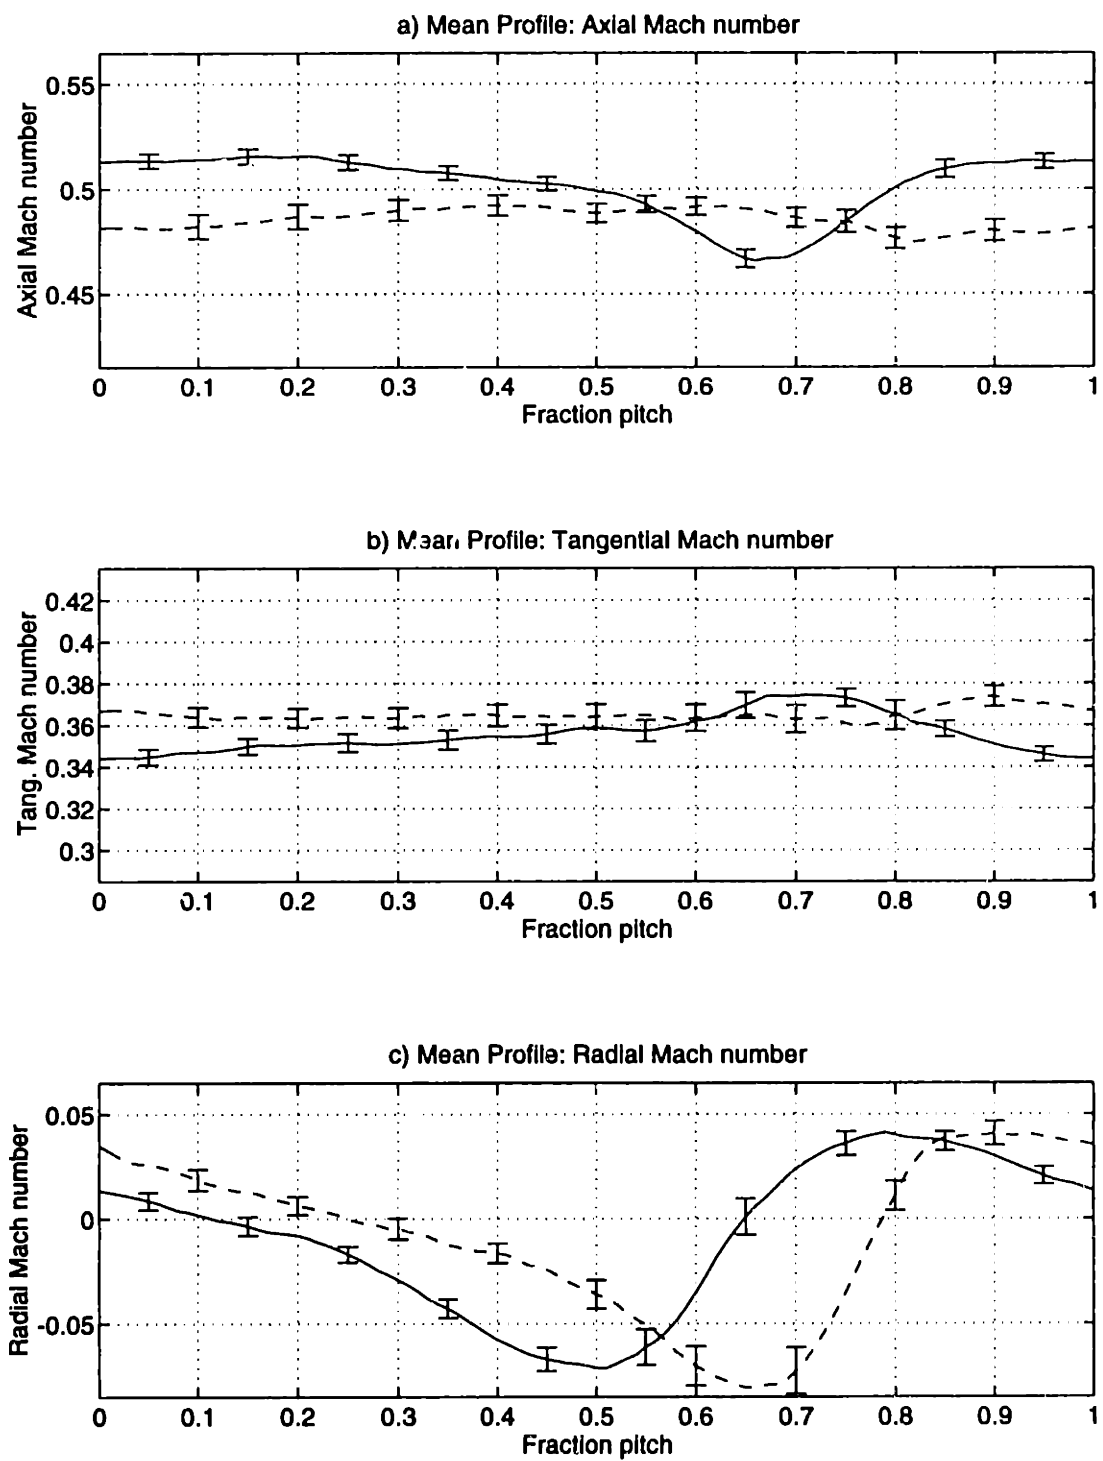 a) Mean Profile: Axial Mach number
Axial Mach number
0.55
0.5
0.45
0 0.1 0.2 0.3 0.4 0.5 0.6 0.7 0.8 0.9 1
Fraction pitch
b) Mean Profile: Tangential Mach number
Tang. Mach number
0.42
0.4
0.38
0.36
0.34
0.32
0.3
0 0.1 0.2 0.3 0.4 0.5 0.6 0.7 0.8 0.9 1
Fraction pitch
c) Mean Profile: Radial Mach number
Radial Mach number
0.05
0
-0.05
0 0.1 0.2 0.3 0.4 0.5 0.6 0.7 0.8 0.9 1
Fraction pitch